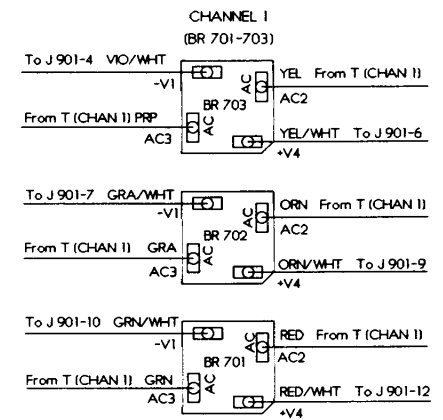 CHANNEL 1
(BR 701-703)
To J 901-4 VIO/WHT
-V1
AC
YEL From T (CHAN 1)
AC2
BR 703
From T (CHAN 1) PRP
AC3
AC
YEL/WHT To J 901-6
+V4
To J 901-7 GRA/WHT
-V1
AC
ORN From T (CHAN 1)
AC2
BR 702
From T (CHAN 1) GRA
AC3
AC
ORN/WHT To J 901-9
+V4
To J 901-10 GRN/WHT
-V1
AC
RED From T (CHAN 1)
AC2
BR 701
From T (CHAN 1) GRN
AC3
AC
RED/WHT To J 901-12
+V4